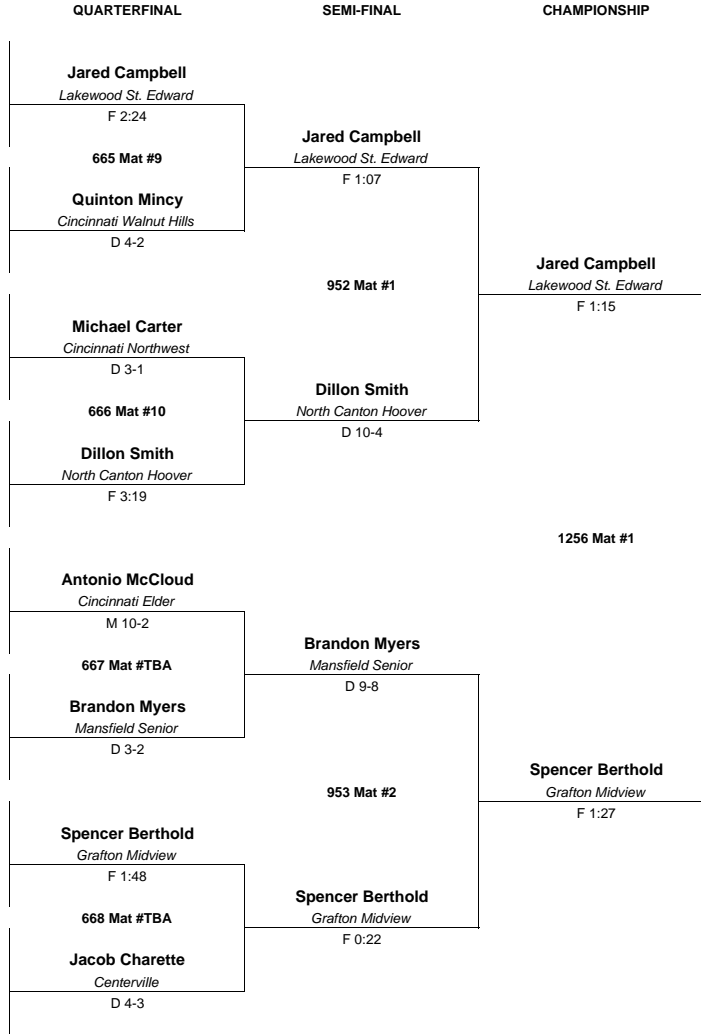 QUARTERFINAL
SEMI-FINAL
CHAMPIONSHIP
Jared Campbell
Lakewood St. Edward
F 2:24
665 Mat #9
Quinton Mincy
Cincinnati Walnut Hills
D 4-2
Jared Campbell
Lakewood St. Edward
F 1:07
952 Mat #1
Jared Campbell
Lakewood St. Edward
F 1:15
Michael Carter
Cincinnati Northwest
D 3-1
666 Mat #10
Dillon Smith
North Canton Hoover
F 3:19
Dillon Smith
North Canton Hoover
D 10-4
1256 Mat #1
Antonio McCloud
Cincinnati Elder
M 10-2
667 Mat #TBA
Brandon Myers
Mansfield Senior
D 3-2
Brandon Myers
Mansfield Senior
D 9-8
953 Mat #2
Spencer Berthold
Grafton Midview
F 1:27
Spencer Berthold
Grafton Midview
F 1:48
668 Mat #TBA
Jacob Charette
Centerville
D 4-3
Spencer Berthold
Grafton Midview
F 0:22